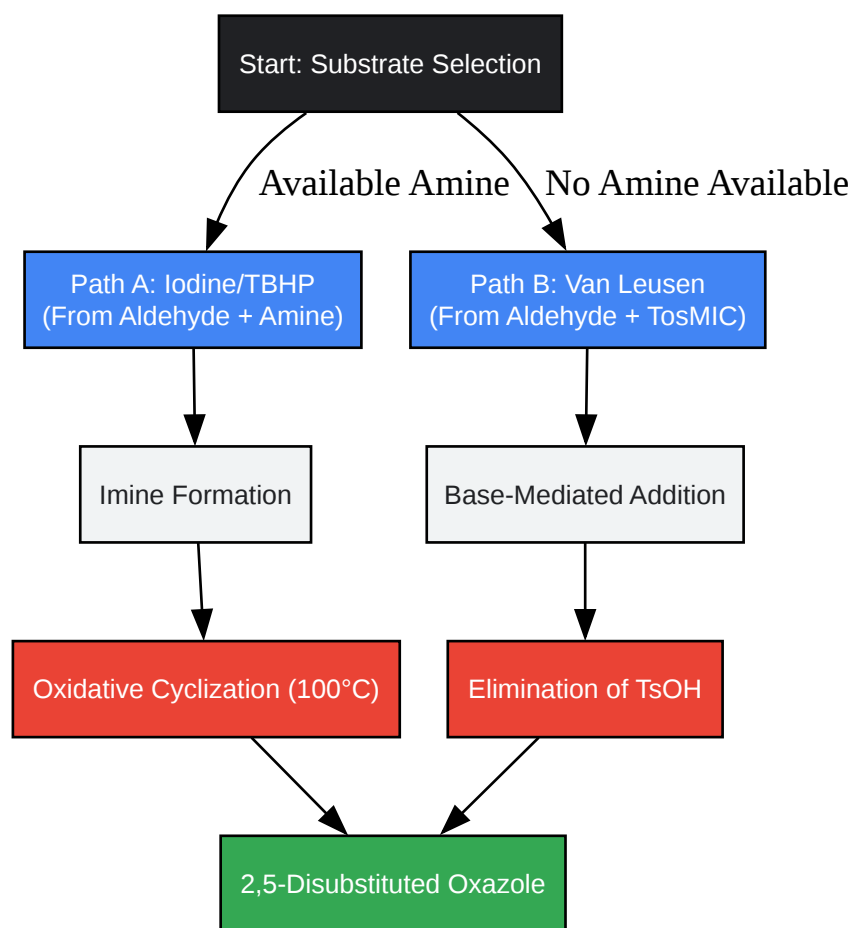 Start: Substrate Selection
Available Amine
No Amine Available
Path A: Iodine/TBHP
(From Aldehyde + Amine)
Path B: Van Leusen
(From Aldehyde + TosMIC)
Imine Formation
Base-Mediated Addition
Oxidative Cyclization (100°C)
Elimination of TsOH
2,5-Disubstituted Oxazole